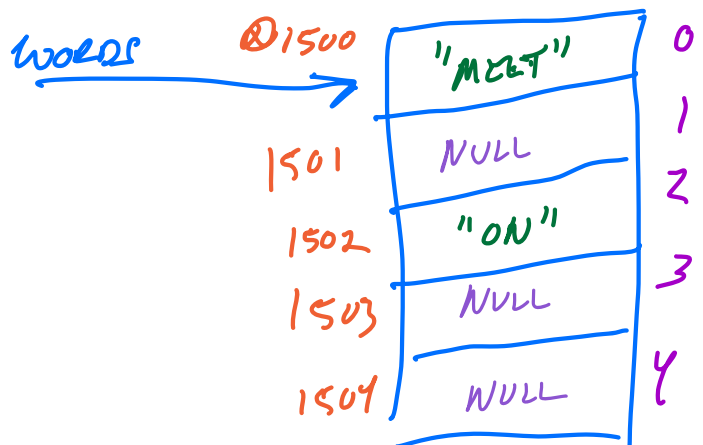 WORDS @1500 "MEET" 0
1501 NULL 1
1502 "ON" 2
1503 NULL 3
1504 NULL 4